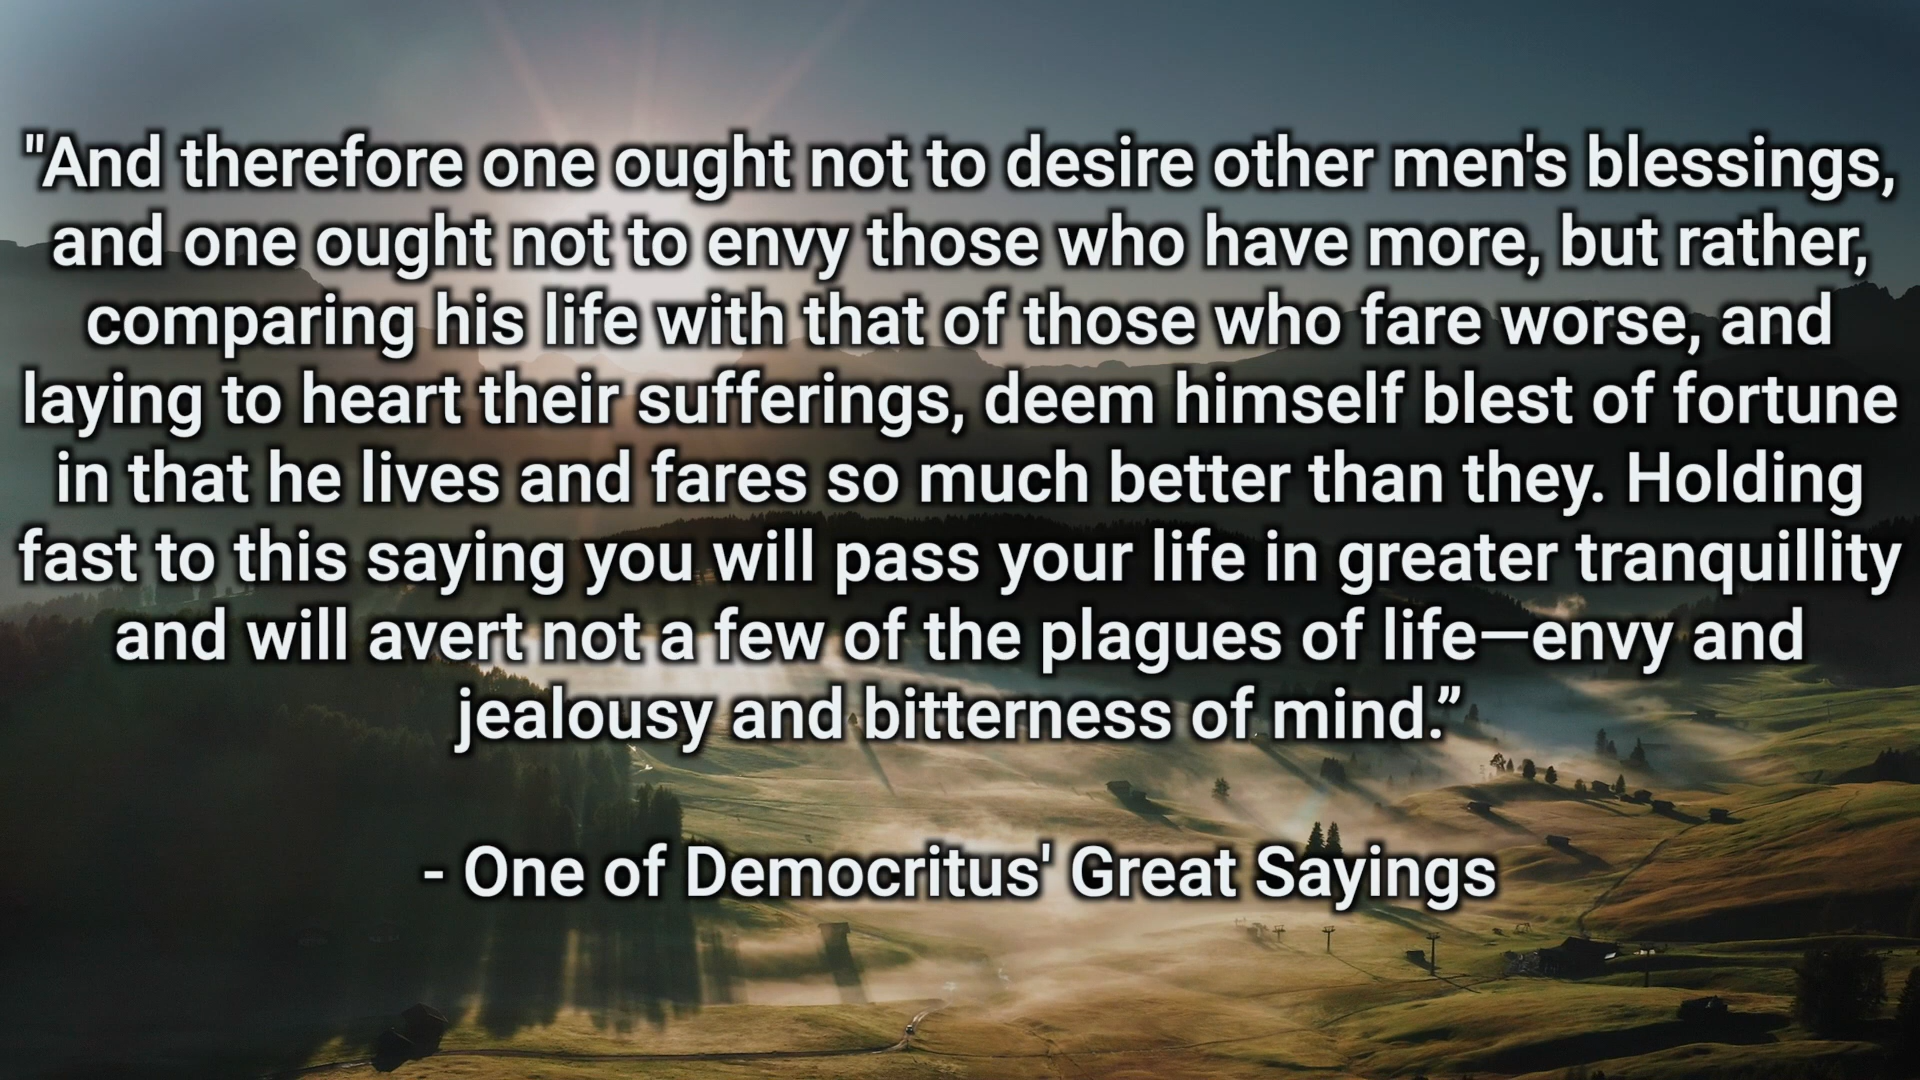 "And therefore one ought not to desire other men's blessings,
and one ought not to envy those who have more, but rather,
comparing his life with that of those who fare worse, and
laying to heart their sufferings, deem himself blest of fortune
in that he lives and fares so much better than they. Holding
fast to this saying you will pass your life in greater tranquillity
and will avert not a few of the plagues of life—envy and
jealousy and bitterness of mind.”
- One of Democritus' Great Sayings